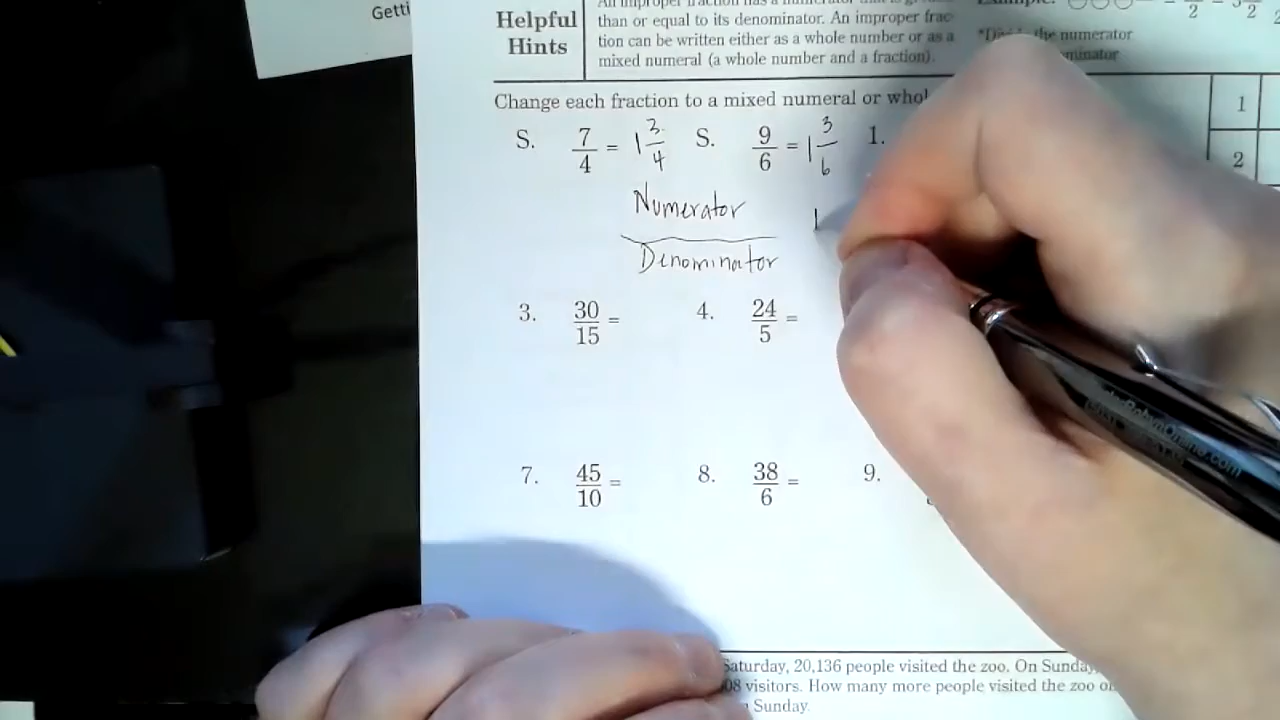 Getti
Helpful
Hints
than or equal to its denominator. An improper frac-
tion can be written either as a whole number or as a
mixed numeral (a whole number and a fraction).
the numerator
Change each fraction to a mixed numeral or
S. 7/4 = 1 3/4 S. 9/6 = 1 3/6 1.
1
2
Numerator
Denominator
3. 30/15 = 4. 24/5 =
7. 45/10 = 8. 38/6 = 9.
Saturday, 20,136 people visited the zoo. On Sunday,
visitors. How many more people visited the zoo
Sunday.